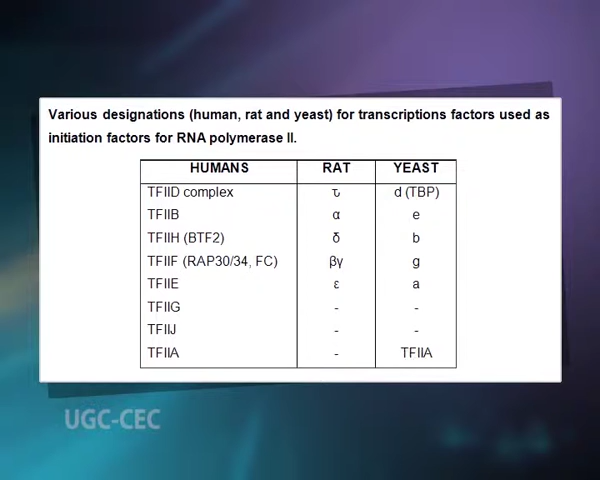 Various designations (human, rat and yeast) for transcriptions factors used as
initiation factors for RNA polymerase II.
HUMANS RAT YEAST
TFIID complex τ d (TBP)
TFIIB α e
TFIIH (BTF2) δ b
TFIIF (RAP30/34, FC) βγ g
TFIIE ε a
TFIIG - -
TFIIJ - -
TFIIA - TFIIA
UGC-CEC